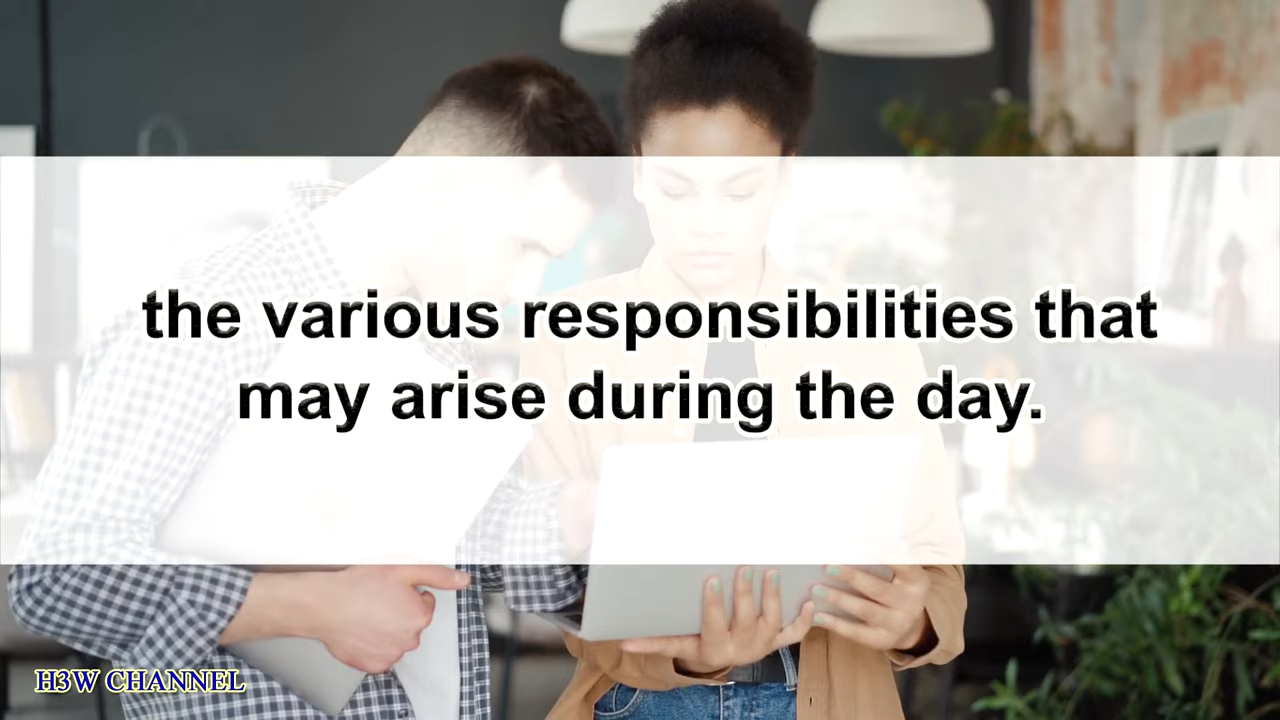 the various responsibilities that
may arise during the day.
H3W CHANNEL